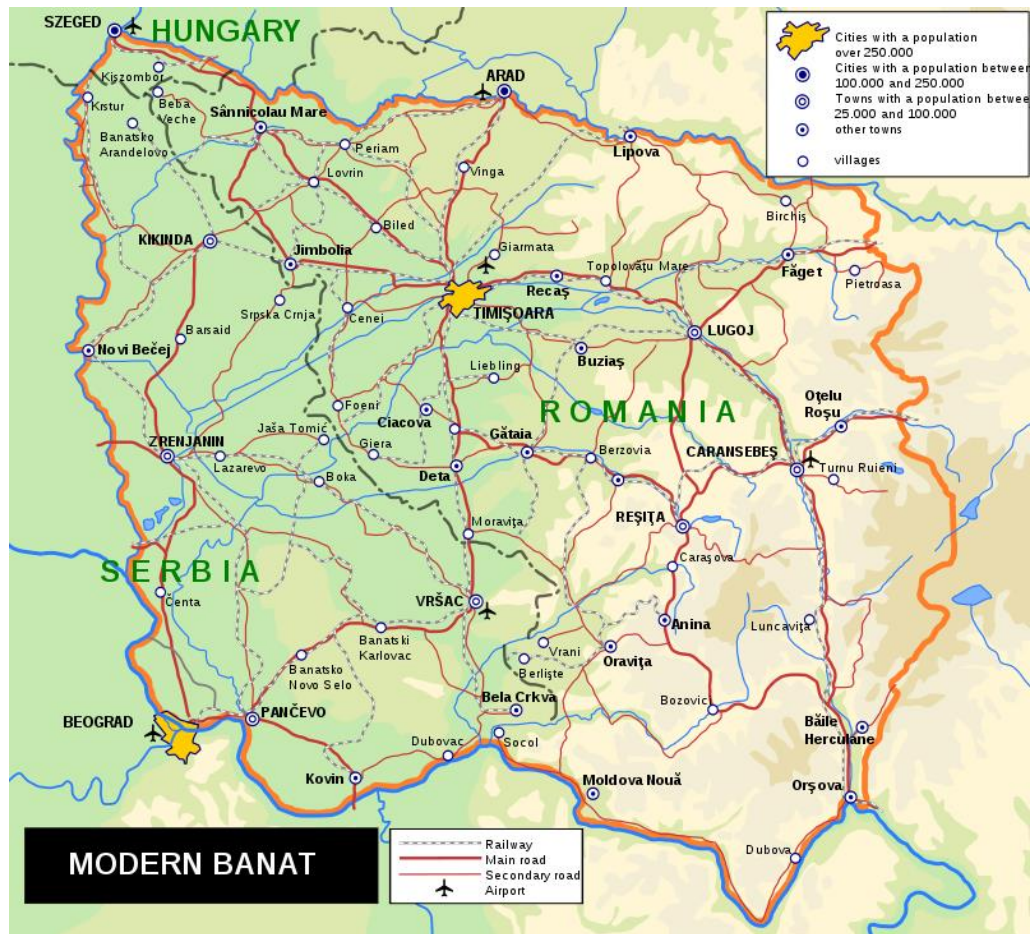 SZEGED
HUNGARY
Kiszombor
Krstur
Beba
Veche
Banatsko
Arandelovo
Sânnicolau Mare
ARAD
Periam
Lovrin
Vinga
Lipova
Birchiş
Biled
KIKINDA
Jimbolia
Giarmata
Topolovăţu Mare
Recaş
Făget
Pietroasa
Srpska Crnja
Cenei
TIMIŞOARA
LUGOJ
Barsaid
Novi Bečej
Buziaş
Liebling
Foeni
Ciacova
ROMANIA
Oţelu
Roşu
Jaša Tomić
Giera
Gătaia
ZRENJANIN
Lazarevo
Boka
Deta
Berzovia
CARANSEBEŞ
Turnu Ruieni
REŞIŢA
Moraviţa
SERBIA
Čenta
Caraşova
VRŠAC
Banatski
Karlovac
Anina
Luncaviţa
Vrani
Oraviţa
Berlişte
Banatsko
Novo Selo
Bela Crkva
Bozovici
BEOGRAD
PANČEVO
Băile
Herculane
Dubovac
Socol
Kovin
Moldova Nouă
Orşova
Dubova
Cities with a population
over 250.000
Cities with a population between
100.000 and 250.000
Towns with a population between
25.000 and 100.000
other towns
villages
MODERN BANAT
Railway
Main road
Secondary road
Airport